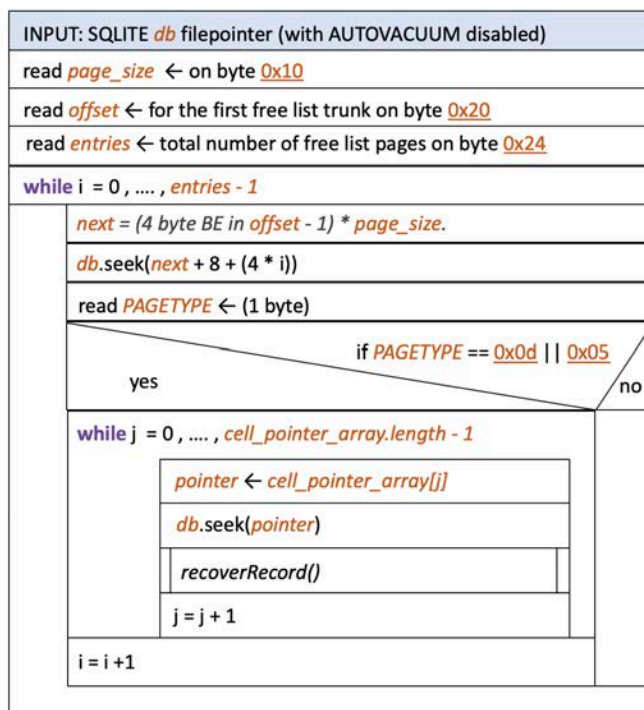 INPUT: SQLITE db filepointer (with AUTOVACUUM disabled)
read page_size ← on byte 0x10
read offset ← for the first free list trunk on byte 0x20
read entries ← total number of free list pages on byte 0x24
while i = 0 , .... , entries - 1
next = (4 byte BE in offset - 1) * page_size.
db.seek(next + 8 + (4 * i))
read PAGETYPE ← (1 byte)
if PAGETYPE == 0x0d || 0x05
yes
no
while j = 0 , .... , cell_pointer_array.length - 1
pointer ← cell_pointer_array[j]
db.seek(pointer)
recoverRecord()
j = j + 1
i = i +1